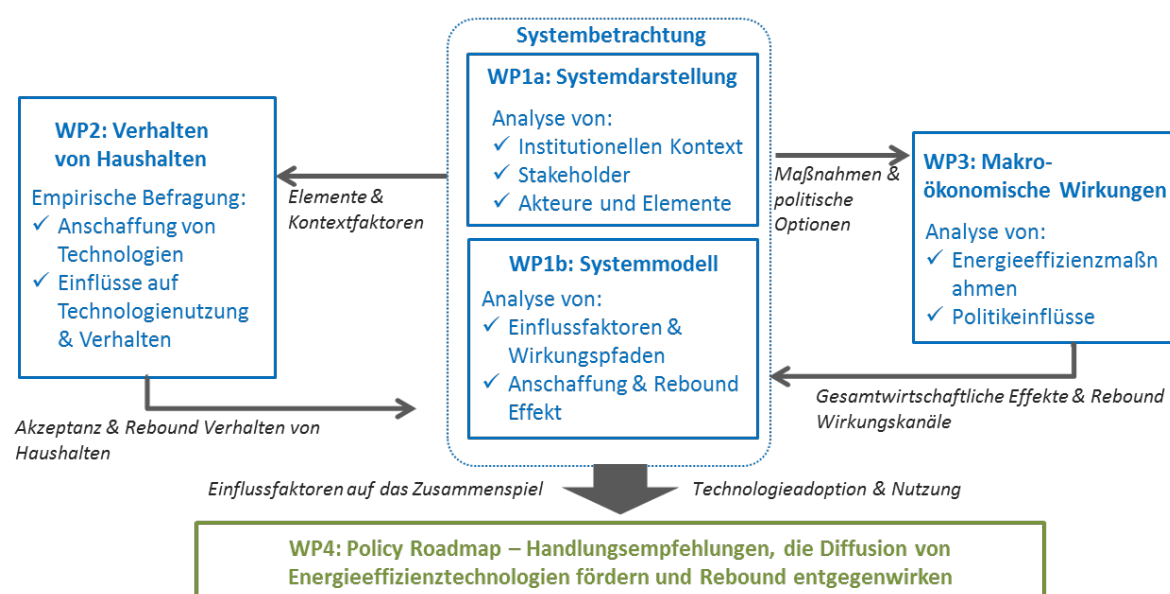 Systembetrachtung
WP1a: Systemdarstellung
Analyse von:
✓ Institutionellen Kontext
✓ Stakeholder
✓ Akteure und Elemente
WP2: Verhalten
von Haushalten
Empirische Befragung:
✓ Anschaffung von
Technologien
✓ Einflüsse auf
Technologienutzung
& Verhalten
Elemente &
Kontextfaktoren
Maßnahmen &
politische
Optionen
WP3: Makro-
ökonomische Wirkungen
Analyse von:
✓ Energieeffizienzmaßn
ahmen
✓ Politikeinflüsse
WP1b: Systemmodell
Analyse von:
✓ Einflussfaktoren &
Wirkungspfaden
✓ Anschaffung & Rebound
Effekt
Akzeptanz & Rebound Verhalten von
Haushalten
Gesamtwirtschaftliche Effekte & Rebound
Wirkungskanäle
Einflussfaktoren auf das Zusammenspiel
Technologieadoption & Nutzung
WP4: Policy Roadmap – Handlungsempfehlungen, die Diffusion von
Energieeffizienztechnologien fördern und Rebound entgegenwirken